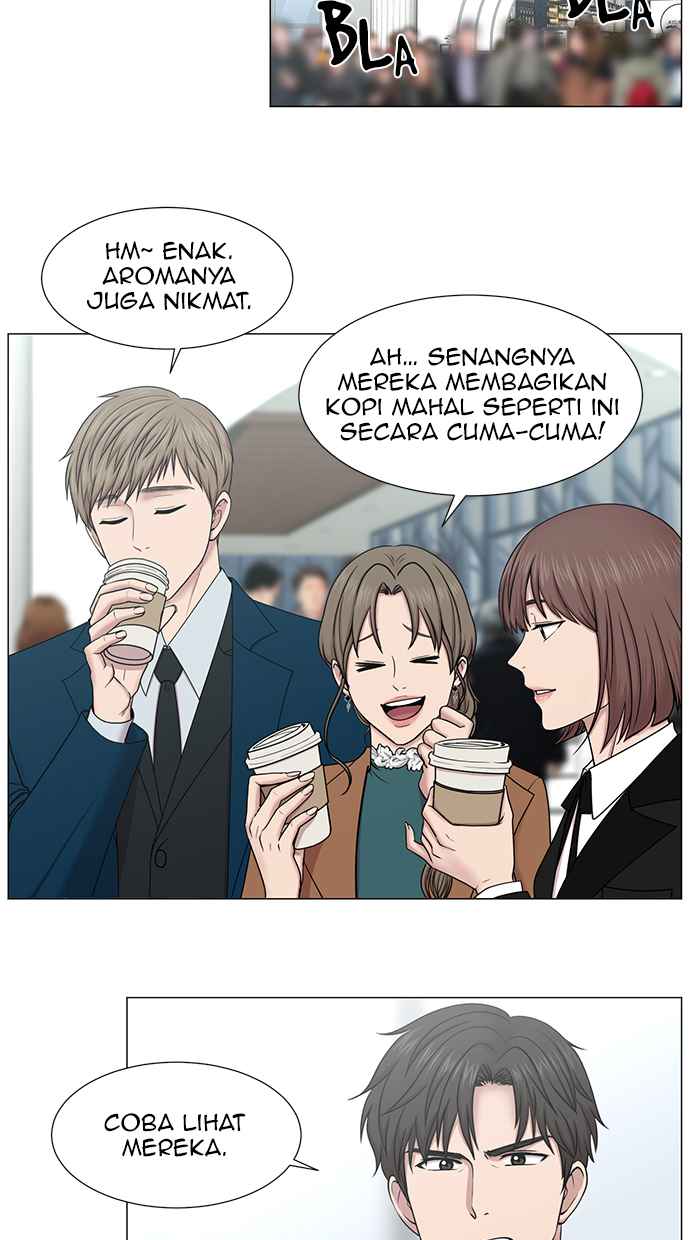 BLA
BLA
HM~ ENAK.
AROMANYA
JUGA NIKMAT.
AH... SENANGNYA
MEREKA MEMBAGIKAN
KOPI MAHAL SEPERTI INI
SECARA CUMA-CUMA!
COBA LIHAT
MEREKA.